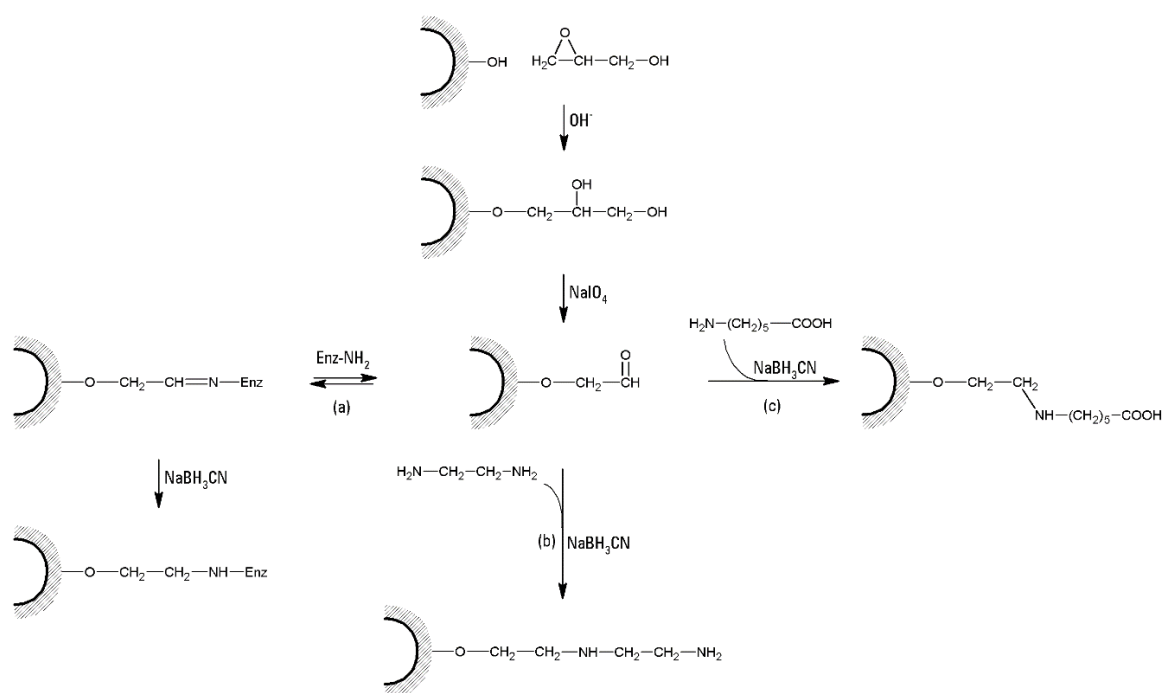 O
OH H₂C—CH—CH₂—OH
OH⁻
OH
O—CH₂—CH—CH₂—OH
NaIO₄
H₂N—(CH₂)₅—COOH
O
Enz-NH₂
NaBH₃CN
O—CH₂—CH=N—Enz
O—CH₂—CH
O—CH₂—CH₂
(a)
(c)
NH—(CH₂)₅—COOH
H₂N—CH₂—CH₂—NH₂
NaBH₃CN
(b)
NaBH₃CN
O—CH₂—CH₂—NH—Enz
O—CH₂—CH₂—NH—CH₂—CH₂—NH₂